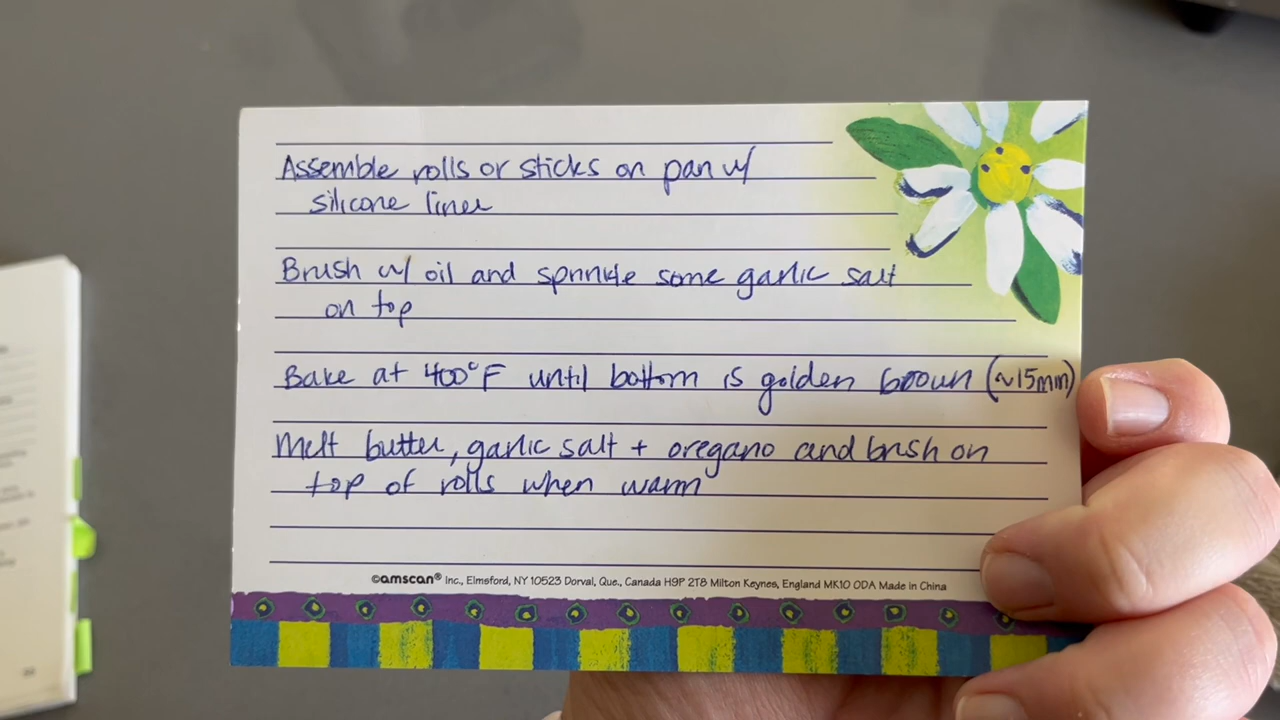 Assemble rolls or sticks on pan w/
silicone liner
Brush w/ oil and sprinkle some garlic salt
on top
Bake at 400°F until bottom is golden brown (~15min)
Melt butter, garlic salt + oregano and brush on
top of rolls when warm
©amscan® Inc., Elmsford, NY 10523 Dorval, Que., Canada H9P 2T8 Milton Keynes, England MK10 0DA Made in China